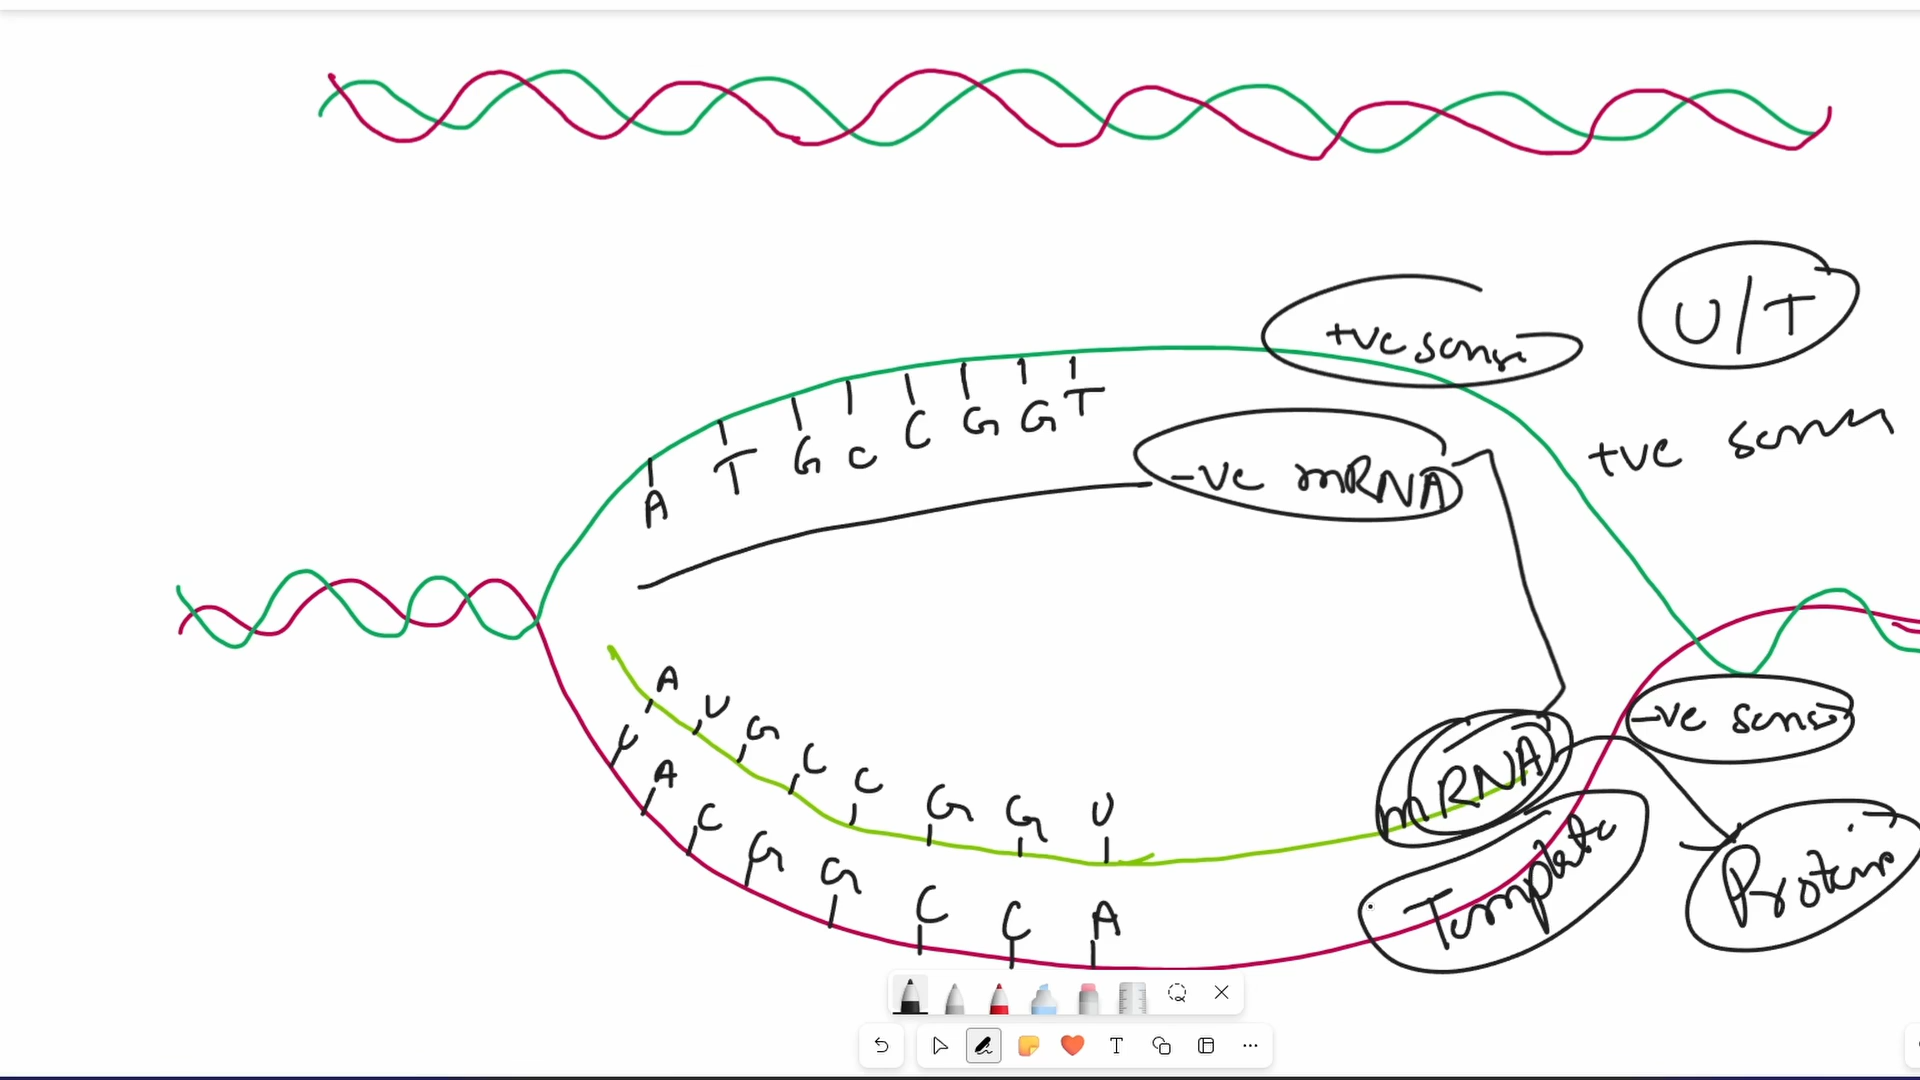 +ve sense
U/T
A T G C C G G T
-ve mRNA
+ve sense
A U G C C G G U
A C G G C C A
mRNA
-ve sense
Template
Protein
T